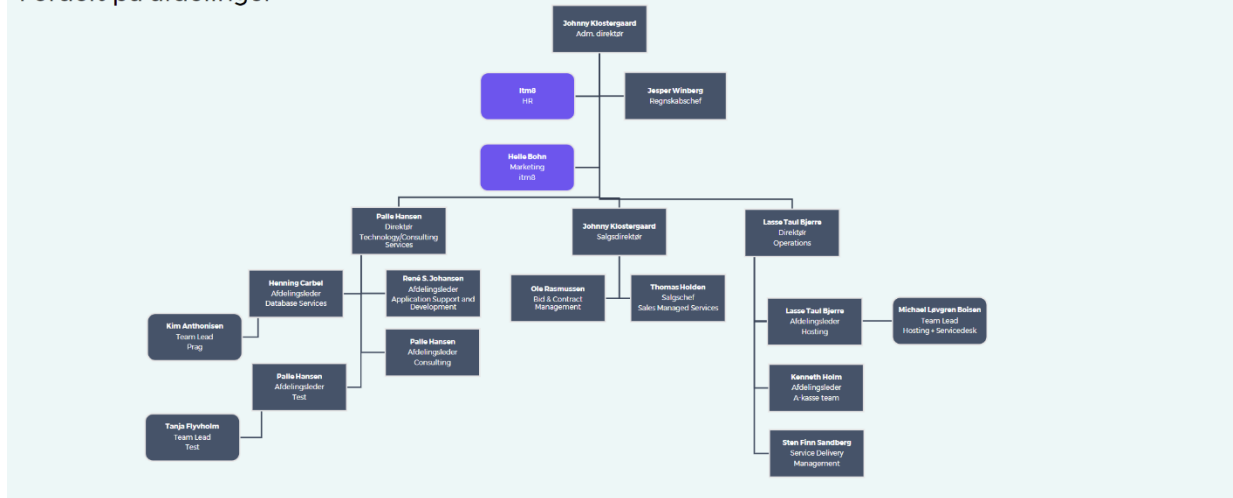 Johnny Klostergaard
Adm. direktør
itm8
HR
Jesper Winberg
Regnskabschef
Helle Bohn
Marketing
itm8
Palle Hansen
Direktør
Technology/Consulting
Services
Johnny Klostergaard
Salgsdirektør
Lasse Taul Bjerre
Direktør
Operations
Henning Carbel
Afdelingsleder
Database Services
René S. Johansen
Afdelingsleder
Application Support and
Development
Ole Rasmussen
Bid & Contract
Management
Thomas Holden
Salgschef
Sales Managed Services
Lasse Taul Bjerre
Afdelingsleder
Hosting
Michael Løvgren Boisen
Team Lead
Hosting + Servicedesk
Kim Anthonisen
Team Lead
Prag
Palle Hansen
Afdelingsleder
Consulting
Palle Hansen
Afdelingsleder
Test
Kenneth Holm
Afdelingsleder
A-kasse team
Tanja Flyvholm
Team Lead
Test
Sten Finn Sandberg
Service Delivery
Management